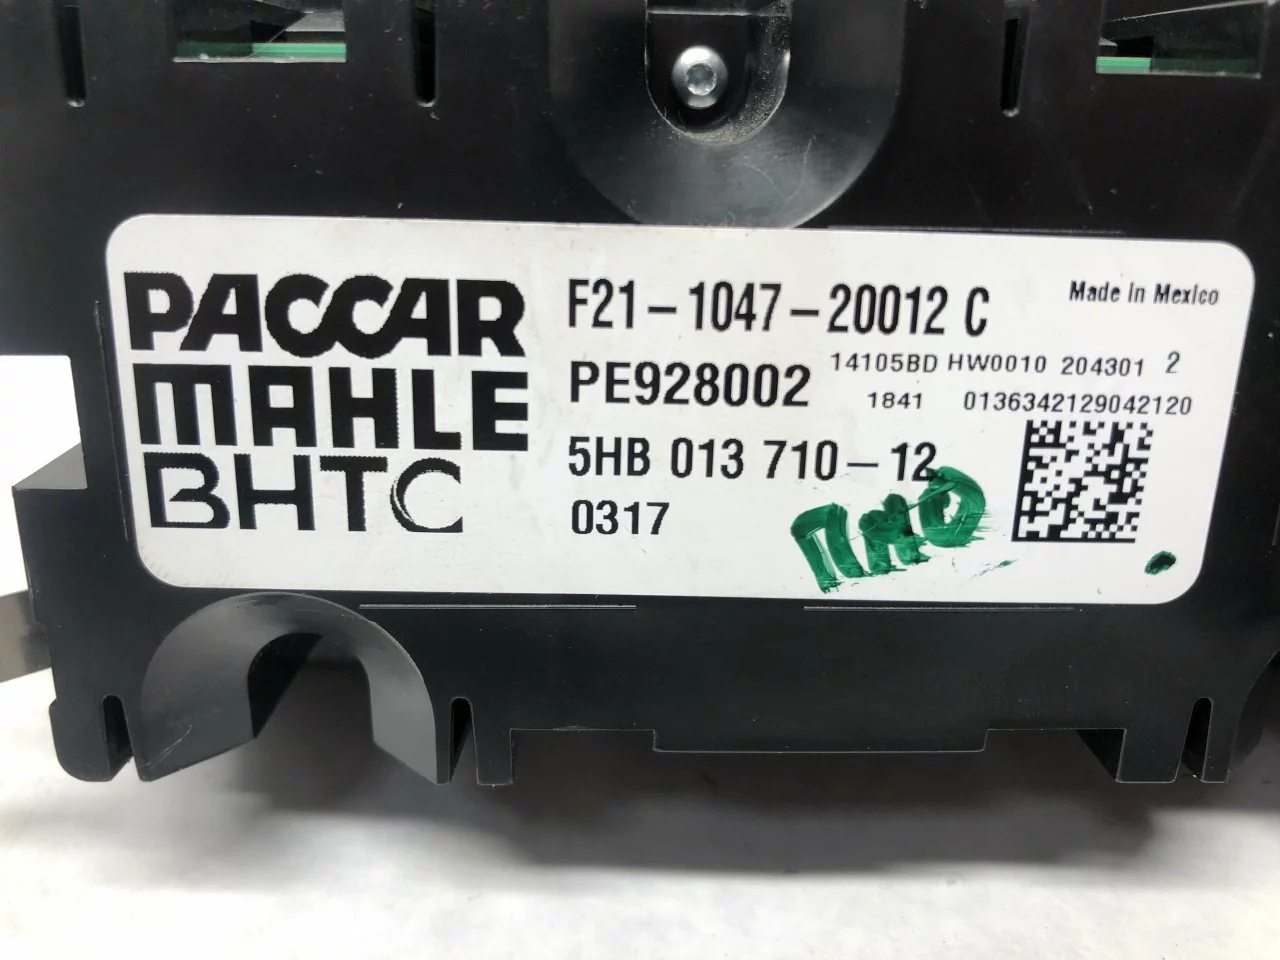 PACCAR
MAHLE
BHTC
F21-1047-20012 C
Made in Mexico
PE928002
14105BD HW0010 204301 2
1841 0136342129042120
5HB 013 710-12
0317